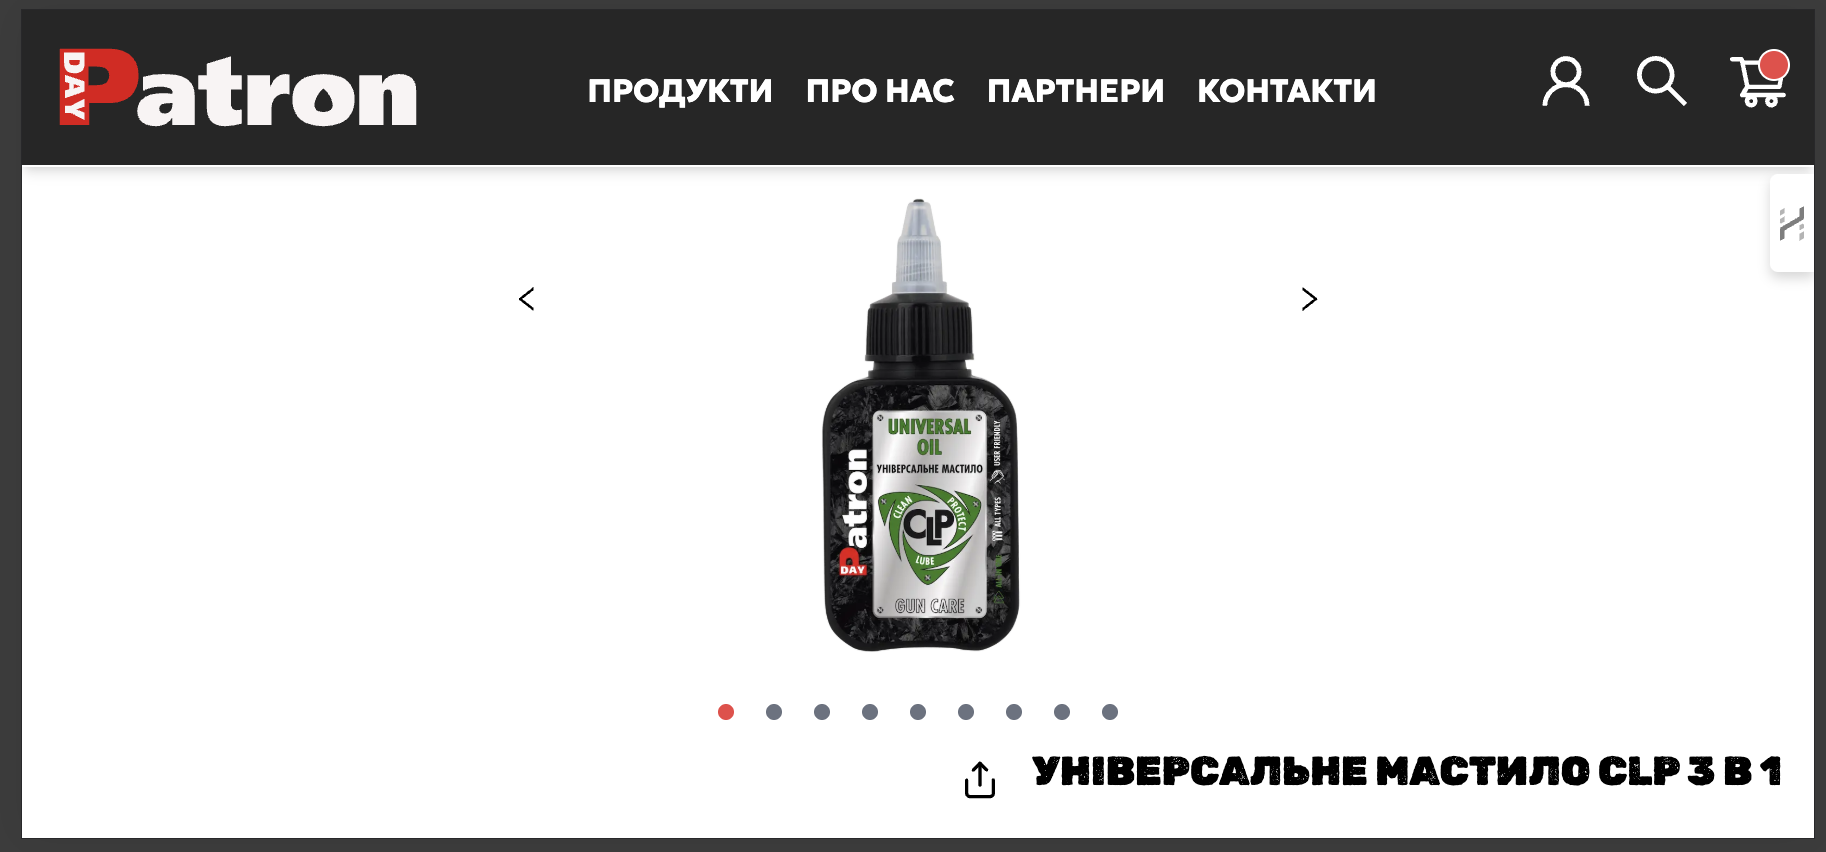 DAY Patron
ПРОДУКТИ ПРО НАС ПАРТНЕРИ КОНТАКТИ
UNIVERSAL
OIL
УНІВЕРСАЛЬНЕ МАСТИЛО
CLEAN
PROTECT
CLP
LUBE
GUN CARE
DAY Patron
USER FRIENDLY
ALL TYPES
УНІВЕРСАЛЬНЕ МАСТИЛО CLP 3 В 1